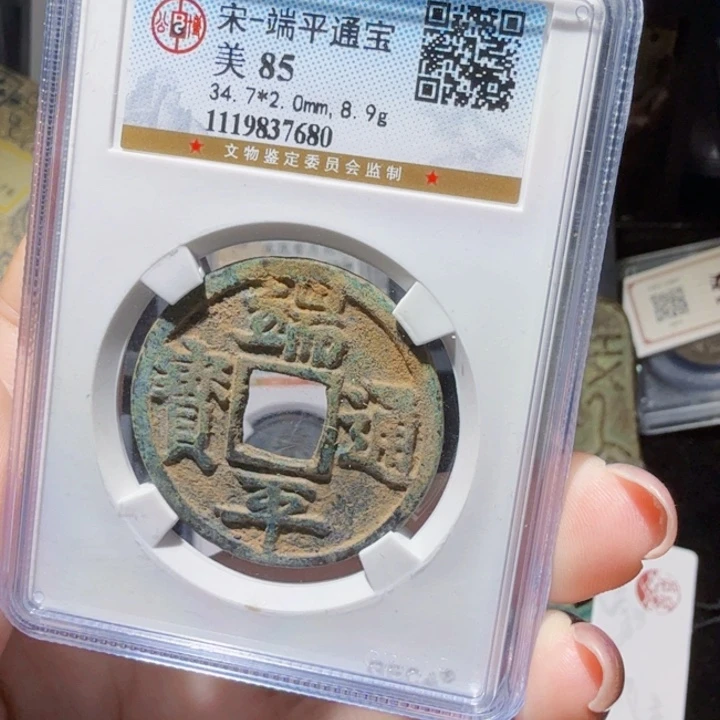 宋-端平通宝
美 85
34.7*2.0mm, 8.9g
1119837680
★ 文物鉴定委员会监制 ★
端平通寳